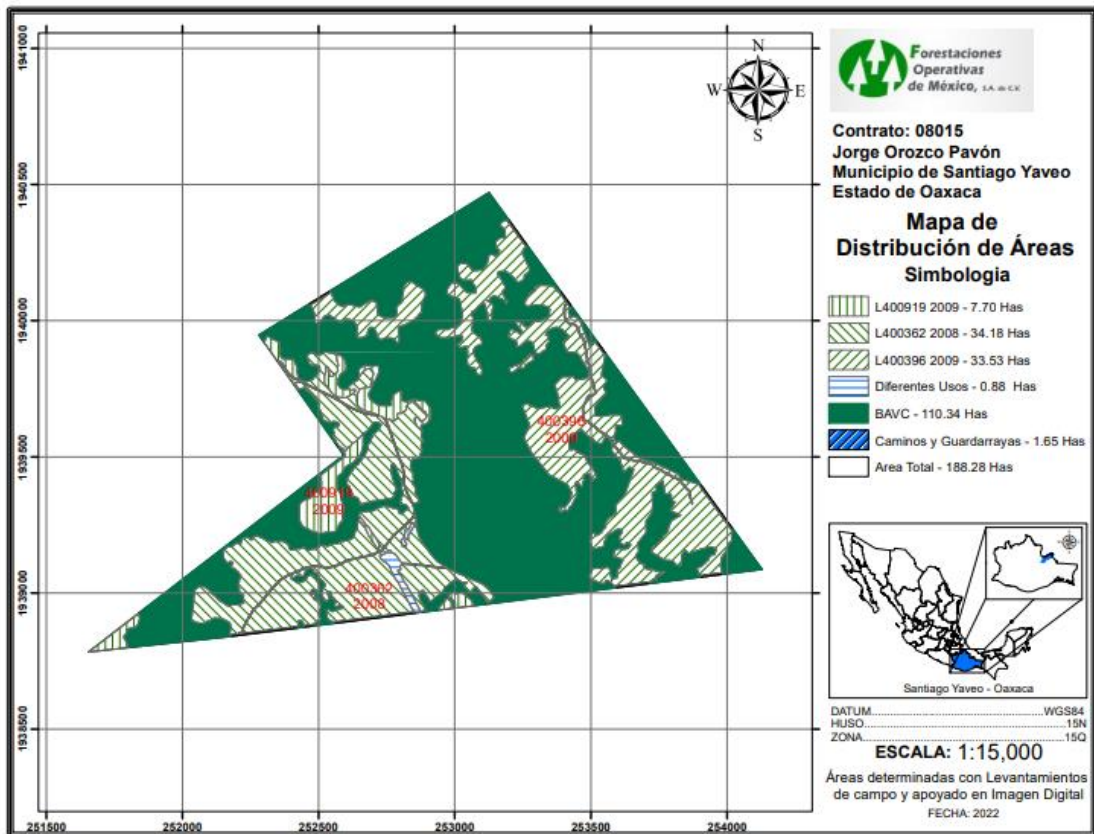 1941000
1940500
1940000
1939500
1939000
1938500
251500
252000
252500
253000
253500
254000
N
W
E
S
400396
2009
400919
2009
400362
2008
Forestaciones
Operativas
de México, S.A. de C.V.
Contrato: 08015
Jorge Orozco Pavón
Municipio de Santiago Yaveo
Estado de Oaxaca
Mapa de
Distribución de Áreas
Simbologia
L400919 2009 - 7.70 Has
L400362 2008 - 34.18 Has
L400396 2009 - 33.53 Has
Diferentes Usos - 0.88 Has
BAVC - 110.34 Has
Caminos y Guardarrayas - 1.65 Has
Area Total - 188.28 Has
Santiago Yaveo - Oaxaca
DATUM...WGS84
HUSO...15N
ZONA...15Q
ESCALA: 1:15,000
Áreas determinadas con Levantamientos
de campo y apoyado en Imagen Digital
FECHA: 2022